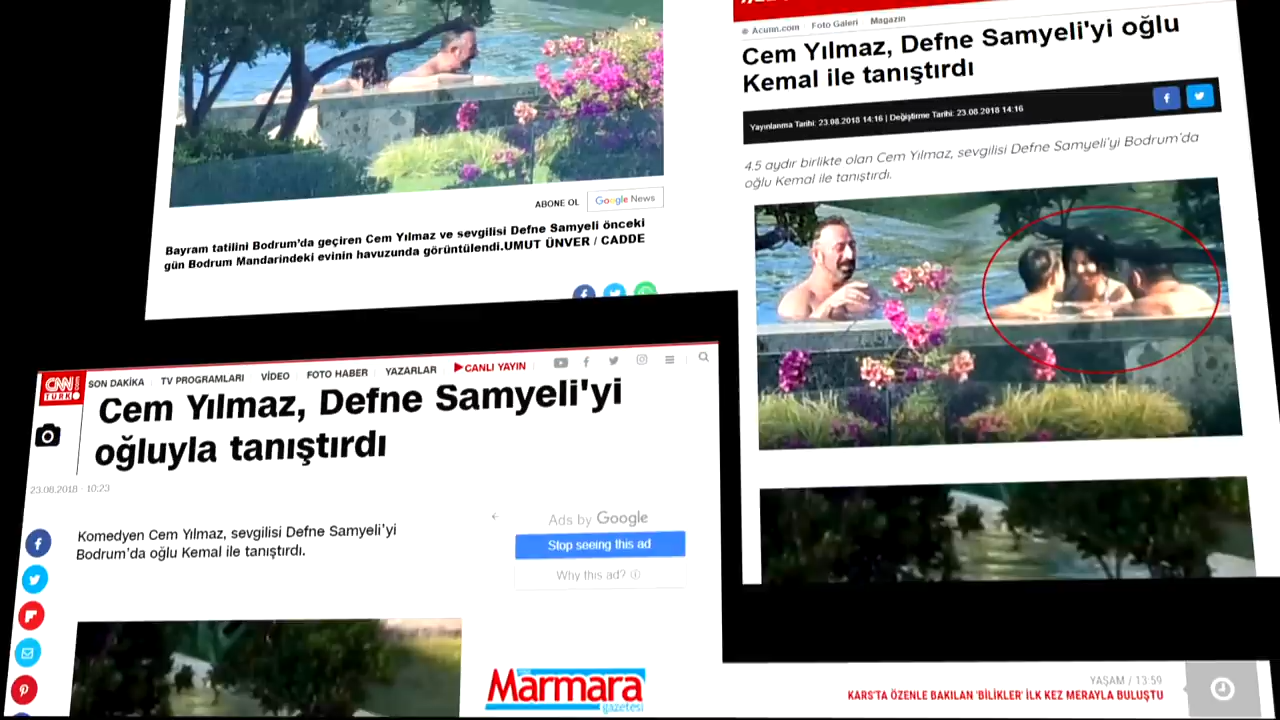 ABONE OL
Google News
Bayram tatilini Bodrum'da geçiren Cem Yılmaz ve sevgilisi Defne Samyeli önceki
gün Bodrum Mandarindeki evinin havuzunda görüntülendi.UMUT ÜNVER / CADDE
Acunn.com Foto Galeri Magazin
Cem Yılmaz, Defne Samyeli'yi oğlu
Kemal ile tanıştırdı
Yayınlanma Tarihi: 23.08.2018 14:16 | Değiştirme Tarihi: 23.08.2018 14:16
4.5 aydır birlikte olan Cem Yılmaz, sevgilisi Defne Samyeli'yi Bodrum'da
oğlu Kemal ile tanıştırdı.
CNN
TÜRK.com
SON DAKİKA TV PROGRAMLARI VİDEO FOTO HABER YAZARLAR CANLI YAYIN
Cem Yılmaz, Defne Samyeli'yi
oğluyla tanıştırdı
23.08.2018 - 10:23
Komedyen Cem Yılmaz, sevgilisi Defne Samyeli'yi
Bodrum'da oğlu Kemal ile tanıştırdı.
Ads by Google
Stop seeing this ad
Why this ad?
Marmara
gazetesi
YAŞAM / 13:59
KARS'TA ÖZENLE BAKILAN 'BİLİKLER' İLK KEZ MERAYLA BULUŞTU